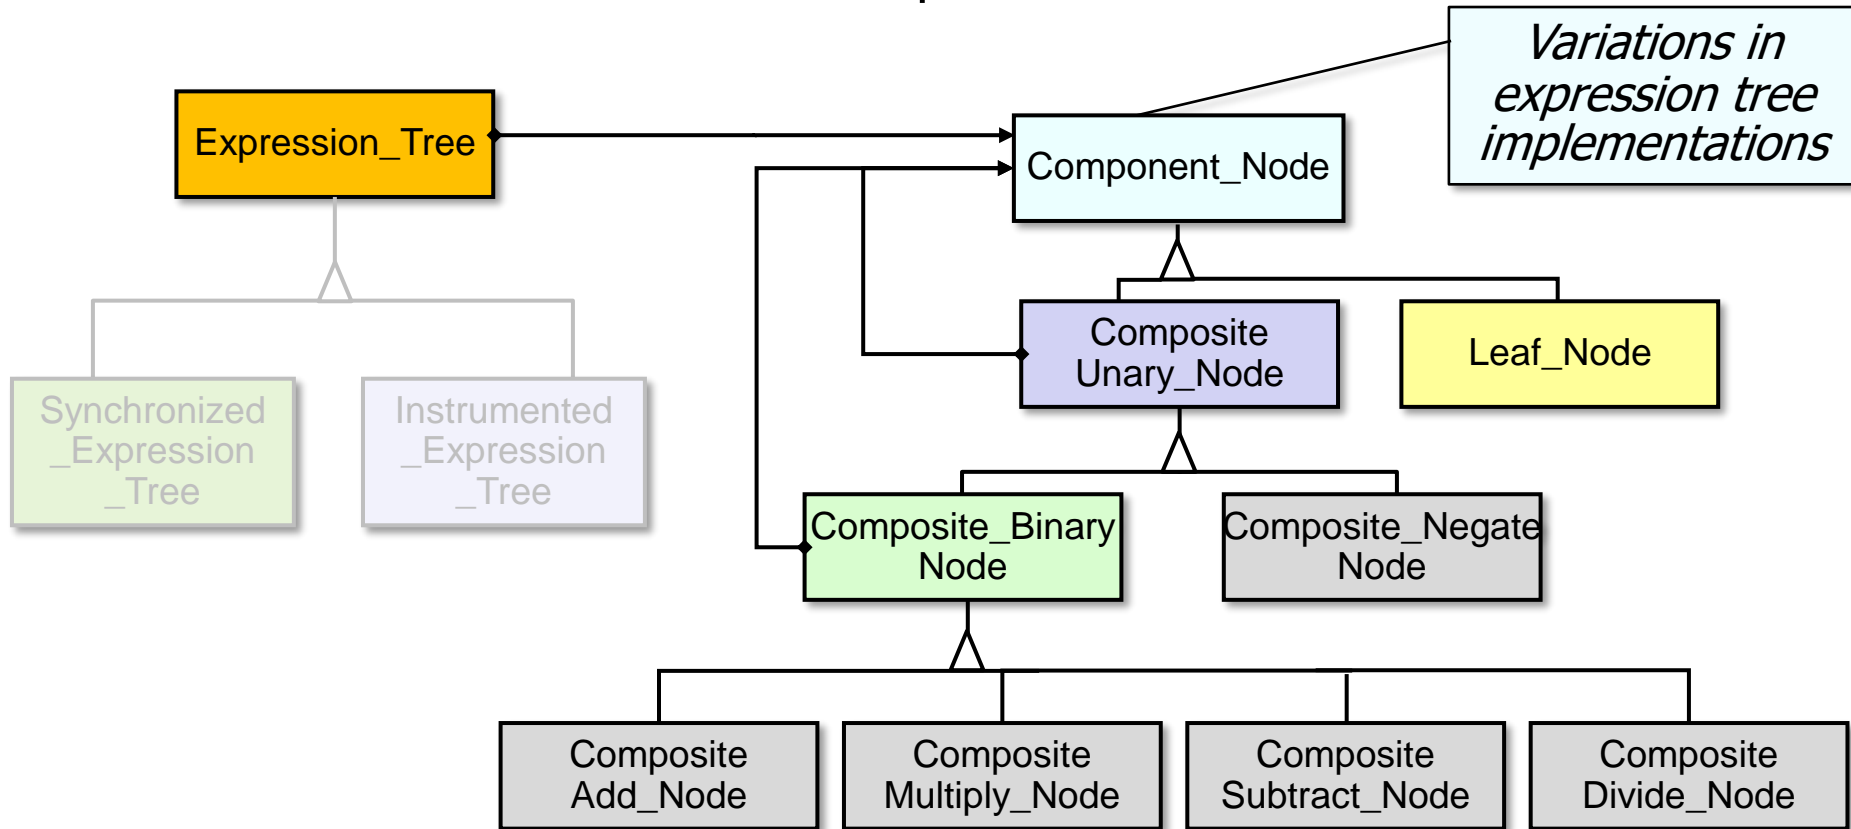 Variations in
expression tree
implementations
Expression_Tree
Component_Node
Composite
Unary_Node
Leaf_Node
Synchronized
_Expression
_Tree
Instrumented
_Expression
_Tree
Composite_Binary
Node
Composite_Negate
Node
Composite
Add_Node
Composite
Multiply_Node
Composite
Subtract_Node
Composite
Divide_Node